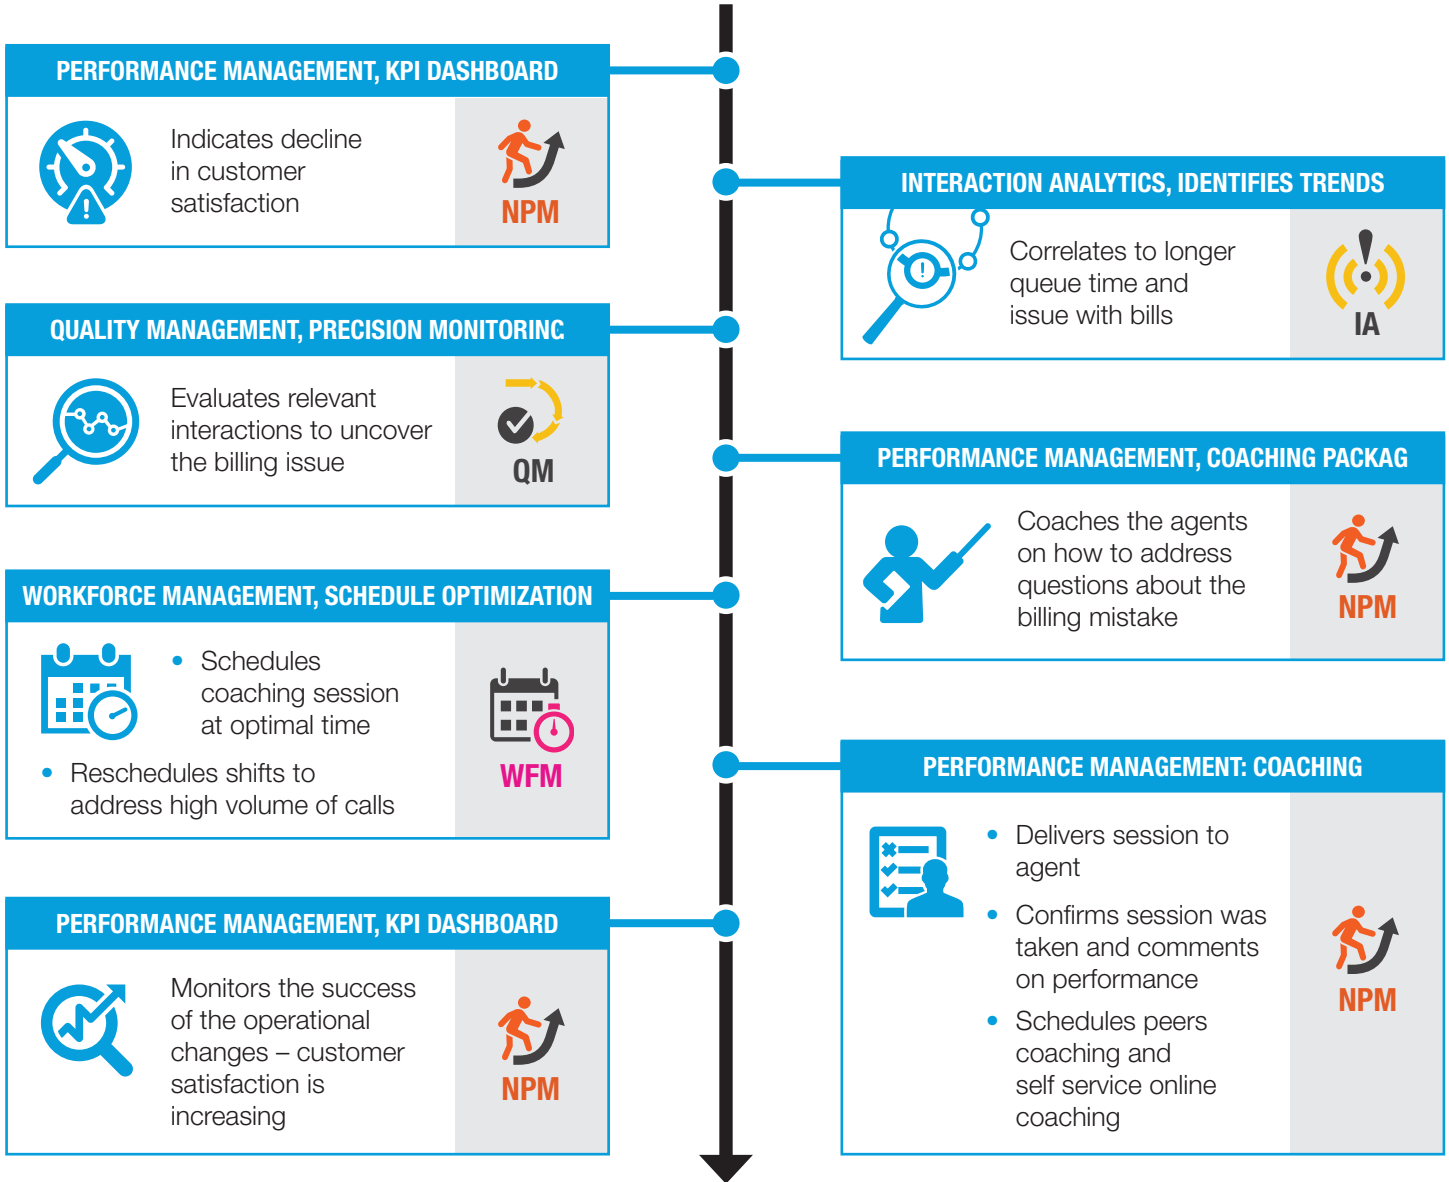 PERFORMANCE MANAGEMENT, KPI DASHBOARD
Indicates decline
in customer
satisfaction
NPM
INTERACTION ANALYTICS, IDENTIFIES TRENDS
Correlates to longer
queue time and
issue with bills
IA
QUALITY MANAGEMENT, PRECISION MONITORING
Evaluates relevant
interactions to uncover
the billing issue
QM
PERFORMANCE MANAGEMENT, COACHING PACKAG
Coaches the agents
on how to address
questions about the
billing mistake
NPM
WORKFORCE MANAGEMENT, SCHEDULE OPTIMIZATION
• Schedules
coaching session
at optimal time
• Reschedules shifts to
address high volume of calls
WFM
PERFORMANCE MANAGEMENT: COACHING
• Delivers session to
agent
• Confirms session was
taken and comments
on performance
• Schedules peers
coaching and
self service online
coaching
NPM
PERFORMANCE MANAGEMENT, KPI DASHBOARD
Monitors the success
of the operational
changes – customer
satisfaction is
increasing
NPM